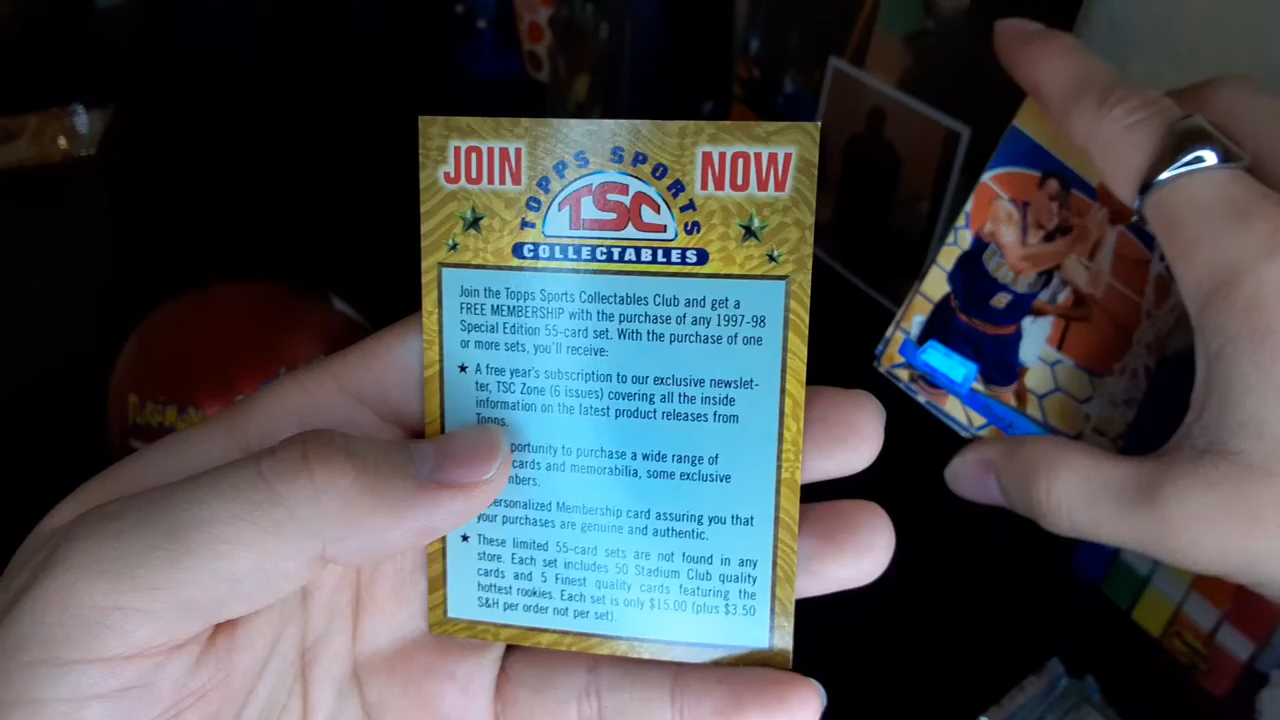 JOIN
TOPPS SPORTS
NOW
TSC
COLLECTABLES
Join the Topps Sports Collectables Club and get a
FREE MEMBERSHIP with the purchase of any 1997-98
Special Edition 55-card set. With the purchase of one
or more sets, you'll receive:
★ A free year's subscription to our exclusive newslet-
ter, TSC Zone (6 issues) covering all the inside
information on the latest product releases from
Topps.
portunity to purchase a wide range of
cards and memorabilia, some exclusive
mbers.
ersonalized Membership card assuring you that
your purchases are genuine and authentic.
★ These limited 55-card sets are not found in any
store. Each set includes 50 Stadium Club quality
cards and 5 Finest quality cards featuring the
hottest rookies. Each set is only $15.00 (plus $3.50
S&H per order not per set).
Pokémon